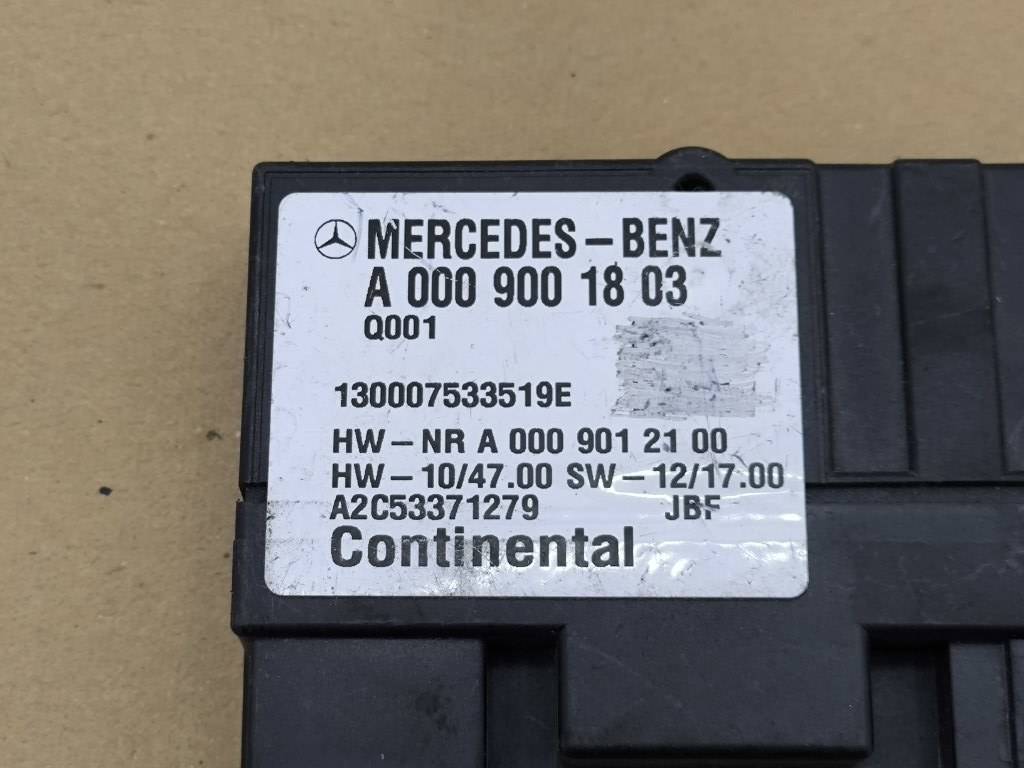 MERCEDES-BENZ
A 000 900 18 03
Q001
130007533519E
HW-NR A 000 901 21 00
HW-10/47.00 SW-12/17.00
A2C53371279 JBF
Continental